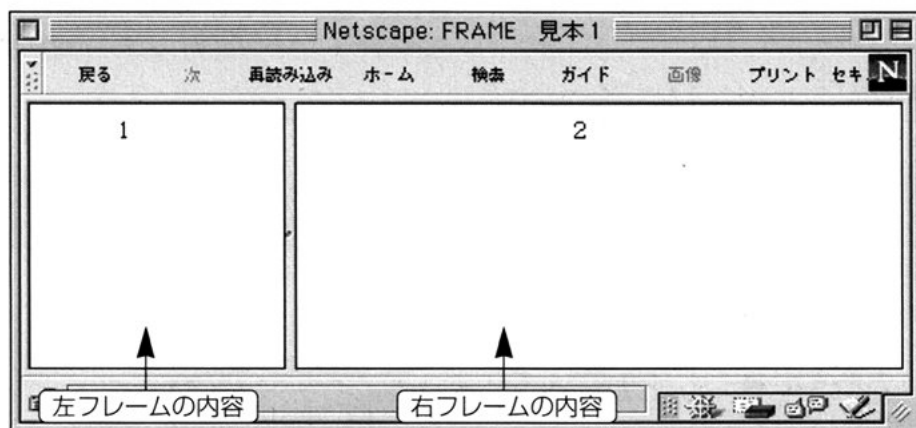 Netscape: FRAME 見本1
戻る 次 再読み込み ホーム 検索 ガイド 画像 プリント セキ N
1 2
左フレームの内容 右フレームの内容